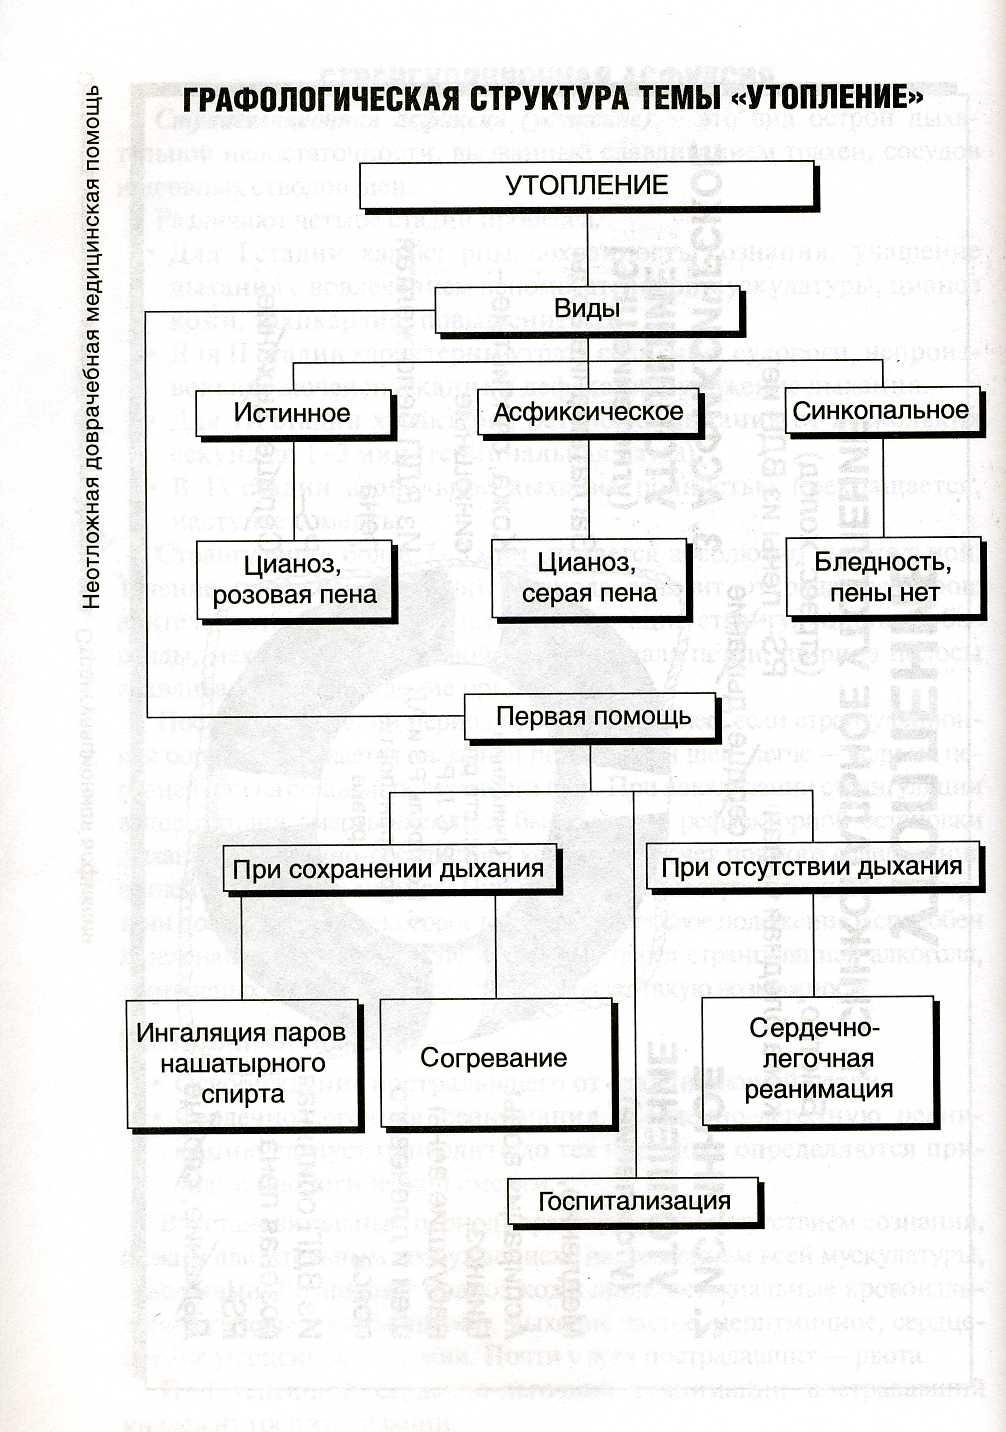 ГРАФОЛОГИЧЕСКАЯ СТРУКТУРА ТЕМЫ «УТОПЛЕНИЕ»
Неотложная доврачебная медицинская помощь
УТОПЛЕНИЕ
Виды
Истинное
Асфиксическое
Синкопальное
Цианоз,
розовая пена
Цианоз,
серая пена
Бледность,
пены нет
Первая помощь
При сохранении дыхания
При отсутствии дыхания
Ингаляция паров
нашатырного
спирта
Согревание
Сердечно-
легочная
реанимация
Госпитализация